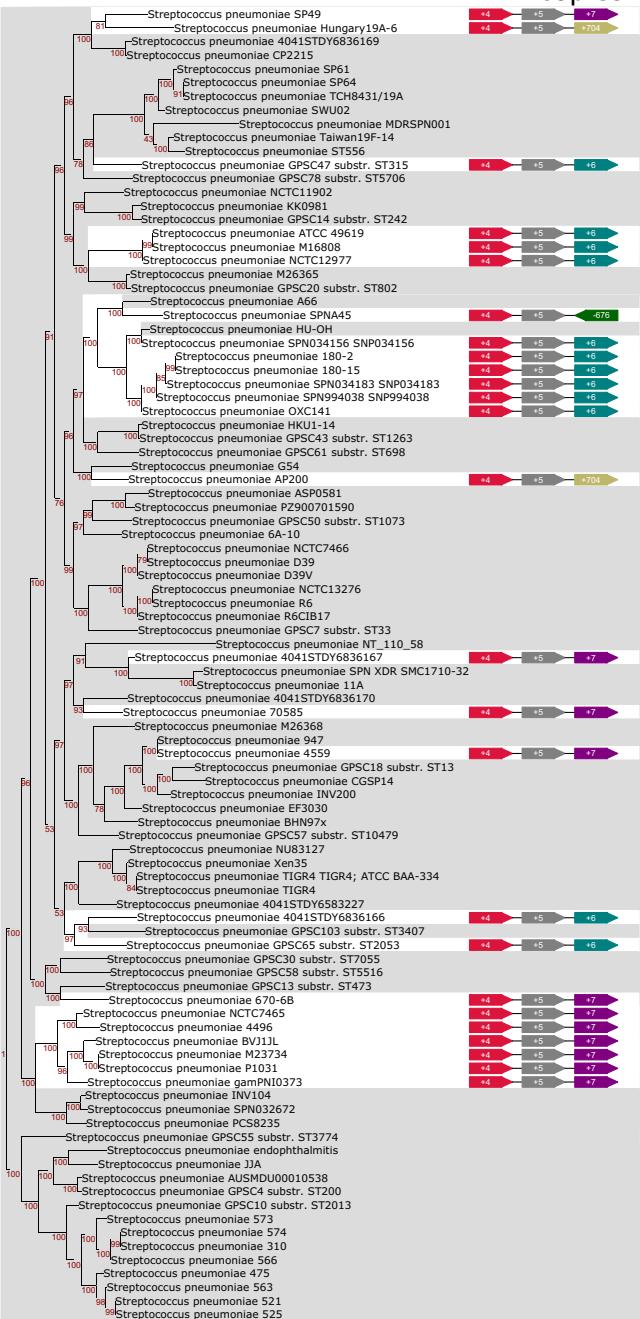 Streptococcus pneumoniae SP49 +4 +5 +7
Streptococcus pneumoniae Hungary19A-6 +4 +5 +704
Streptococcus pneumoniae 4041STDY6836169
Streptococcus pneumoniae CP2215
Streptococcus pneumoniae SP61
Streptococcus pneumoniae SP64
Streptococcus pneumoniae TCH8431/19A
Streptococcus pneumoniae SWU02
Streptococcus pneumoniae MDRSPN001
Streptococcus pneumoniae Taiwan19F-14
Streptococcus pneumoniae ST556
Streptococcus pneumoniae GPSC47 substr. ST315 +4 +5 +6
Streptococcus pneumoniae GPSC78 substr. ST5706
Streptococcus pneumoniae NCTC11902
Streptococcus pneumoniae KK0981
Streptococcus pneumoniae GPSC14 substr. ST242
Streptococcus pneumoniae ATCC 49619 +4 +5 +6
Streptococcus pneumoniae M16808 +4 +5 +6
Streptococcus pneumoniae NCTC12977 +4 +5 +6
Streptococcus pneumoniae M26365
Streptococcus pneumoniae GPSC20 substr. ST802
Streptococcus pneumoniae A66
Streptococcus pneumoniae SPNA45 +4 +5 -676
Streptococcus pneumoniae HU-OH
Streptococcus pneumoniae SPN034156 SNP034156 +4 +5 +6
Streptococcus pneumoniae 180-2 +4 +5 +6
Streptococcus pneumoniae 180-15 +4 +5 +6
Streptococcus pneumoniae SPN034183 SNP034183 +4 +5 +6
Streptococcus pneumoniae SPN994038 SNP994038 +4 +5 +6
Streptococcus pneumoniae OXC141 +4 +5 +6
Streptococcus pneumoniae HKU1-14
Streptococcus pneumoniae GPSC43 substr. ST1263
Streptococcus pneumoniae GPSC61 substr. ST698
Streptococcus pneumoniae G54
Streptococcus pneumoniae AP200 +4 +5 +704
Streptococcus pneumoniae ASP0581
Streptococcus pneumoniae PZ900701590
Streptococcus pneumoniae GPSC50 substr. ST1073
Streptococcus pneumoniae 6A-10
Streptococcus pneumoniae NCTC7466
Streptococcus pneumoniae D39
Streptococcus pneumoniae D39V
Streptococcus pneumoniae NCTC13276
Streptococcus pneumoniae R6
Streptococcus pneumoniae R6CIB17
Streptococcus pneumoniae GPSC7 substr. ST33
Streptococcus pneumoniae NT_110_58
Streptococcus pneumoniae 4041STDY6836167 +4 +5 +7
Streptococcus pneumoniae SPN XDR SMC1710-32
Streptococcus pneumoniae 11A
Streptococcus pneumoniae 4041STDY6836170
Streptococcus pneumoniae 70585 +4 +5 +7
Streptococcus pneumoniae M26368
Streptococcus pneumoniae 947
Streptococcus pneumoniae 4559 +4 +5 +7
Streptococcus pneumoniae GPSC18 substr. ST13
Streptococcus pneumoniae CGSP14
Streptococcus pneumoniae INV200
Streptococcus pneumoniae EF3030
Streptococcus pneumoniae BHN97x
Streptococcus pneumoniae GPSC57 substr. ST10479
Streptococcus pneumoniae NU83127
Streptococcus pneumoniae Xen35
Streptococcus pneumoniae TIGR4 TIGR4; ATCC BAA-334
Streptococcus pneumoniae TIGR4
Streptococcus pneumoniae 4041STDY6583227
Streptococcus pneumoniae 4041STDY6836166 +4 +5 +6
Streptococcus pneumoniae GPSC103 substr. ST3407
Streptococcus pneumoniae GPSC65 substr. ST2053 +4 +5 +6
Streptococcus pneumoniae GPSC30 substr. ST7055
Streptococcus pneumoniae GPSC58 substr. ST5516
Streptococcus pneumoniae GPSC13 substr. ST473
Streptococcus pneumoniae 670-6B +4 +5 +7
Streptococcus pneumoniae NCTC7465 +4 +5 +7
Streptococcus pneumoniae 4496 +4 +5 +7
Streptococcus pneumoniae BVJ1JL +4 +5 +7
Streptococcus pneumoniae M23734 +4 +5 +7
Streptococcus pneumoniae P1031 +4 +5 +7
Streptococcus pneumoniae gamPNI0373 +4 +5 +7
Streptococcus pneumoniae INV104
Streptococcus pneumoniae SPN032672
Streptococcus pneumoniae PCS8235
Streptococcus pneumoniae GPSC55 substr. ST3774
Streptococcus pneumoniae endophthalmitis
Streptococcus pneumoniae JJA
Streptococcus pneumoniae AUSMDU00010538
Streptococcus pneumoniae GPSC4 substr. ST200
Streptococcus pneumoniae GPSC10 substr. ST2013
Streptococcus pneumoniae 573
Streptococcus pneumoniae 574
Streptococcus pneumoniae 310
Streptococcus pneumoniae 566
Streptococcus pneumoniae 475
Streptococcus pneumoniae 563
Streptococcus pneumoniae 521
Streptococcus pneumoniae 525